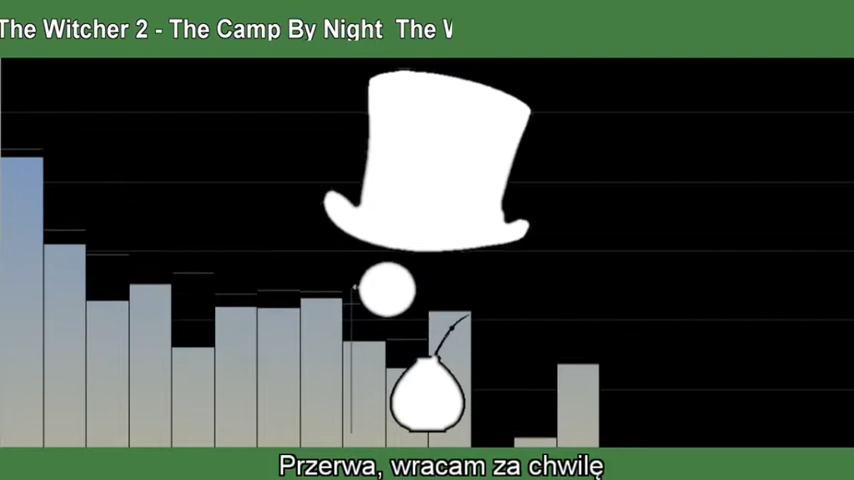 The Witcher 2 - The Camp By Night The
Przerwa, wracam za chwilę